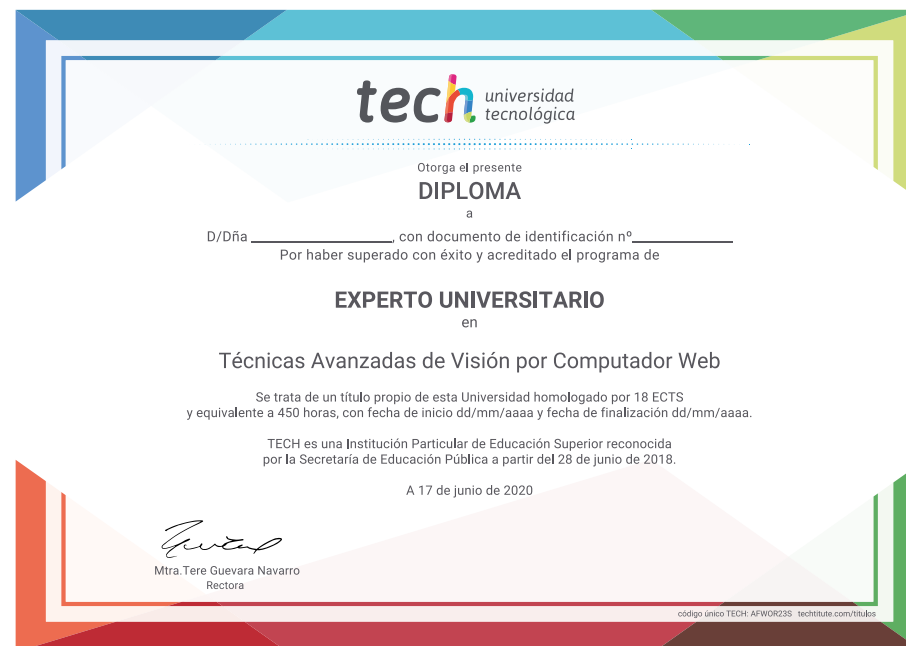 tech universidad
tecnológica
Otorga el presente
DIPLOMA
a
D/Dña ____________________, con documento de identificación nº______________
Por haber superado con éxito y acreditado el programa de
EXPERTO UNIVERSITARIO
en
Técnicas Avanzadas de Visión por Computador Web
Se trata de un título propio de esta Universidad homologado por 18 ECTS
y equivalente a 450 horas, con fecha de inicio dd/mm/aaaa y fecha de finalización dd/mm/aaaa.
TECH es una Institución Particular de Educación Superior reconocida
por la Secretaría de Educación Pública a partir del 28 de junio de 2018.
A 17 de junio de 2020
Mtra.Tere Guevara Navarro
Rectora
código único TECH: AFWOR23S techtitute.com/titulos